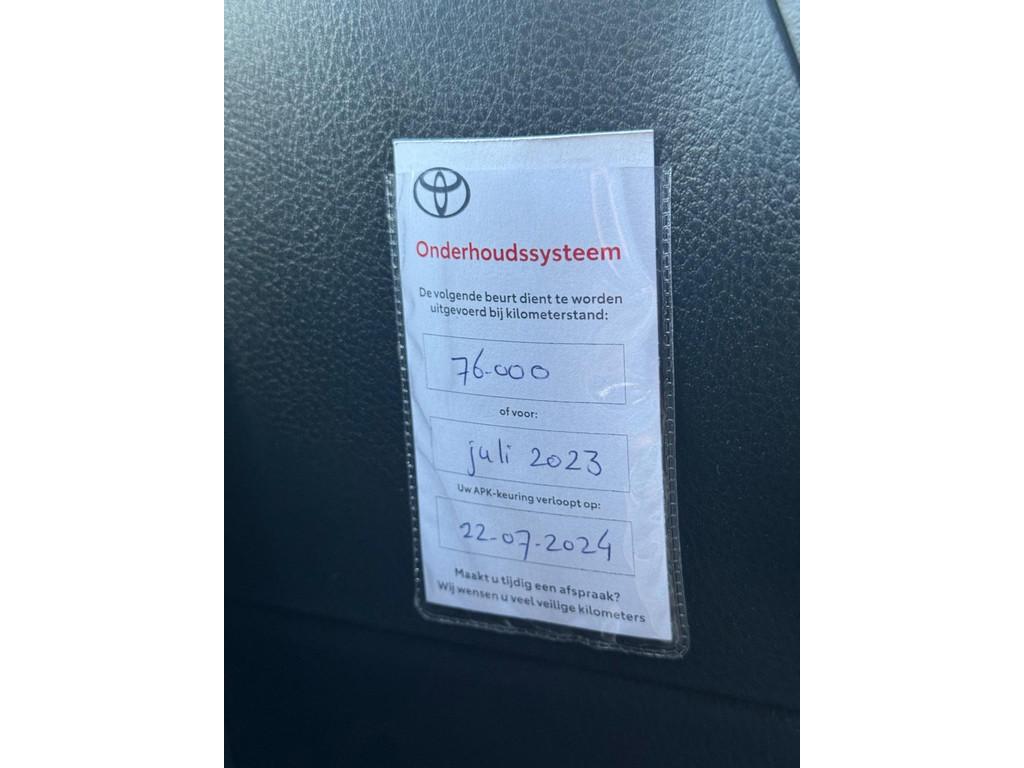 Onderhoudssysteem
De volgende beurt dient te worden
uitgevoerd bij kilometerstand:
76-000
of voor:
juli 2023
Uw APK-keuring verloopt op:
22-07-2024
Maakt u tijdig een afspraak?
Wij wensen u veel veilige kilometers